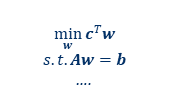 min c^T w
w
s.t. Aw = b
....